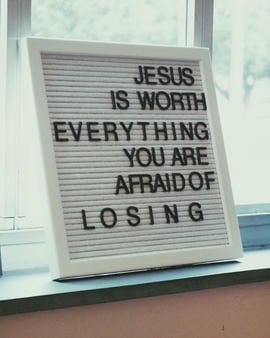 JESUS
IS WORTH
EVERYTHING
YOU ARE
AFRAID OF
LOSING